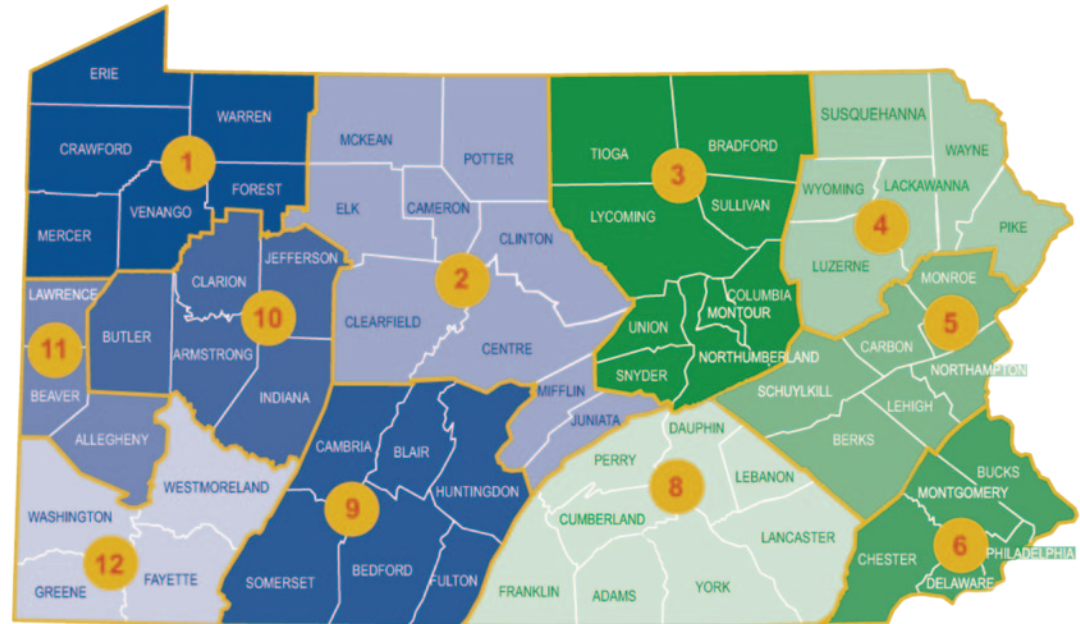 ERIE
WARREN
CRAWFORD
1
FOREST
VENANGO
MERCER
MCKEAN
POTTER
ELK
CAMERON
CLINTON
2
CLEARFIELD
CENTRE
MIFFLIN
JUNIATA
TIOGA
BRADFORD
3
LYCOMING
SULLIVAN
COLUMBIA
MONTOUR
UNION
NORTHUMBERLAND
SNYDER
SUSQUEHANNA
WAYNE
WYOMING
LACKAWANNA
4
PIKE
LUZERNE
MONROE
5
CARBON
NORTHAMPTON
SCHUYLKILL
LEHIGH
BERKS
BUCKS
MONTGOMERY
6
PHILADELPHIA
CHESTER
DELAWARE
DAUPHIN
PERRY
LEBANON
8
CUMBERLAND
LANCASTER
FRANKLIN
ADAMS
YORK
CAMBRIA
BLAIR
HUNTINGDON
9
SOMERSET
BEDFORD
FULTON
JEFFERSON
CLARION
10
BUTLER
ARMSTRONG
INDIANA
LAWRENCE
11
BEAVER
ALLEGHENY
WESTMORELAND
WASHINGTON
12
GREENE
FAYETTE